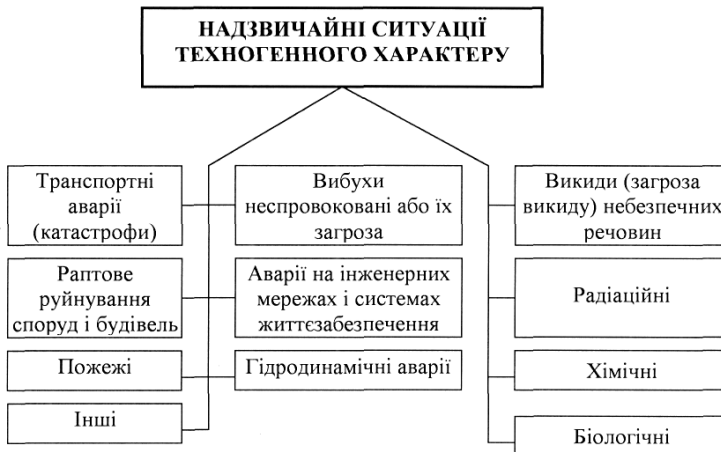 НАДЗВИЧАЙНІ СИТУАЦІЇ
ТЕХНОГЕННОГО ХАРАКТЕРУ
Транспортні
аварії
(катастрофи)
Вибухи
неспровоковані або їх
загроза
Викиди (загроза
викиду) небезпечних
речовин
Раптове
руйнування
споруд і будівель
Аварії на інженерних
мережах і системах
життєзабезпечення
Радіаційні
Пожежі
Гідродинамічні аварії
Хімічні
Інші
Біологічні